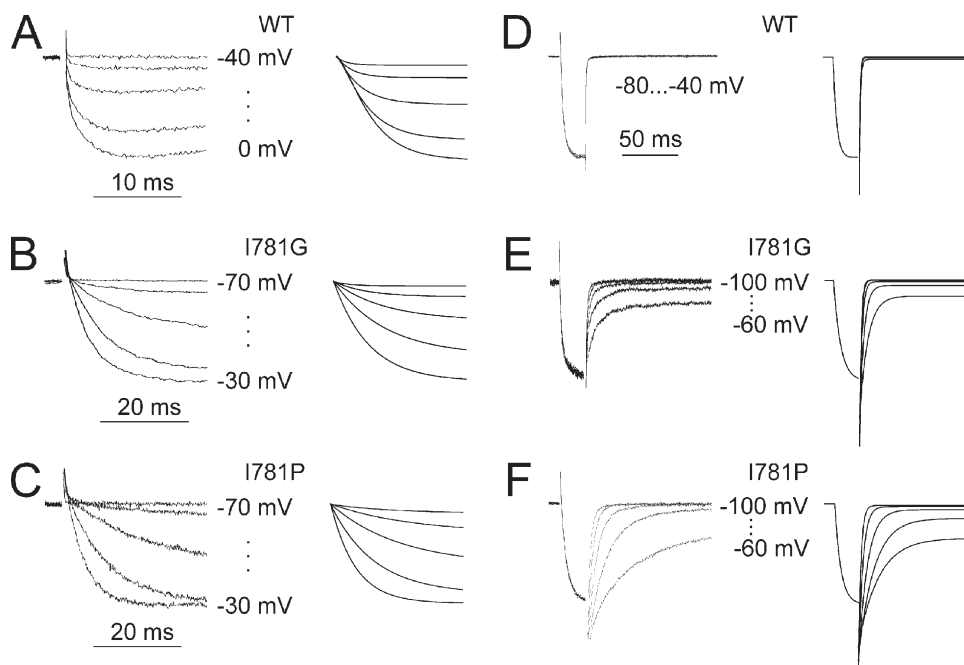 A
WT
-40 mV
0 mV
10 ms
B
I781G
-70 mV
-30 mV
20 ms
C
I781P
-70 mV
-30 mV
20 ms
D
WT
-80...-40 mV
50 ms
E
I781G
-100 mV
-60 mV
F
I781P
-100 mV
-60 mV